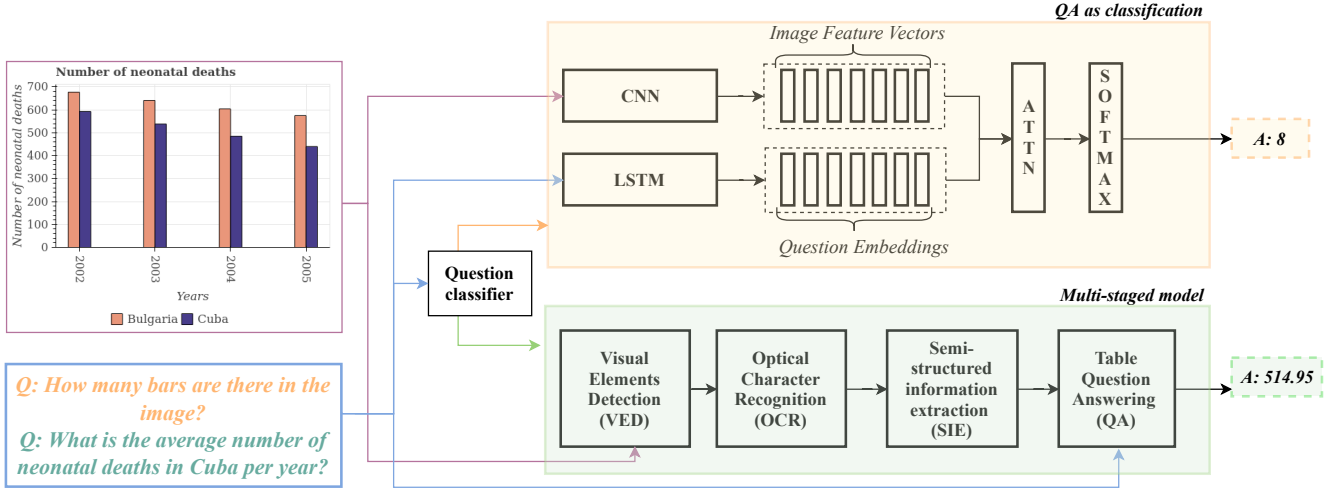 QA as classification
Number of neonatal deaths
Number of neonatal deaths
700
600
500
400
300
200
100
0
2002
2003
2004
2005
Years
Bulgaria
Cuba
Q: How many bars are there in the
image?
Q: What is the average number of
neonatal deaths in Cuba per year?
Question
classifier
Image Feature Vectors
CNN
LSTM
Question Embeddings
ATTN
SOFTMAX
A: 8
Multi-staged model
Visual
Elements
Detection
(VED)
Optical
Character
Recognition
(OCR)
Semi-
structured
information
extraction
(SIE)
Table
Question
Answering
(QA)
A: 514.95